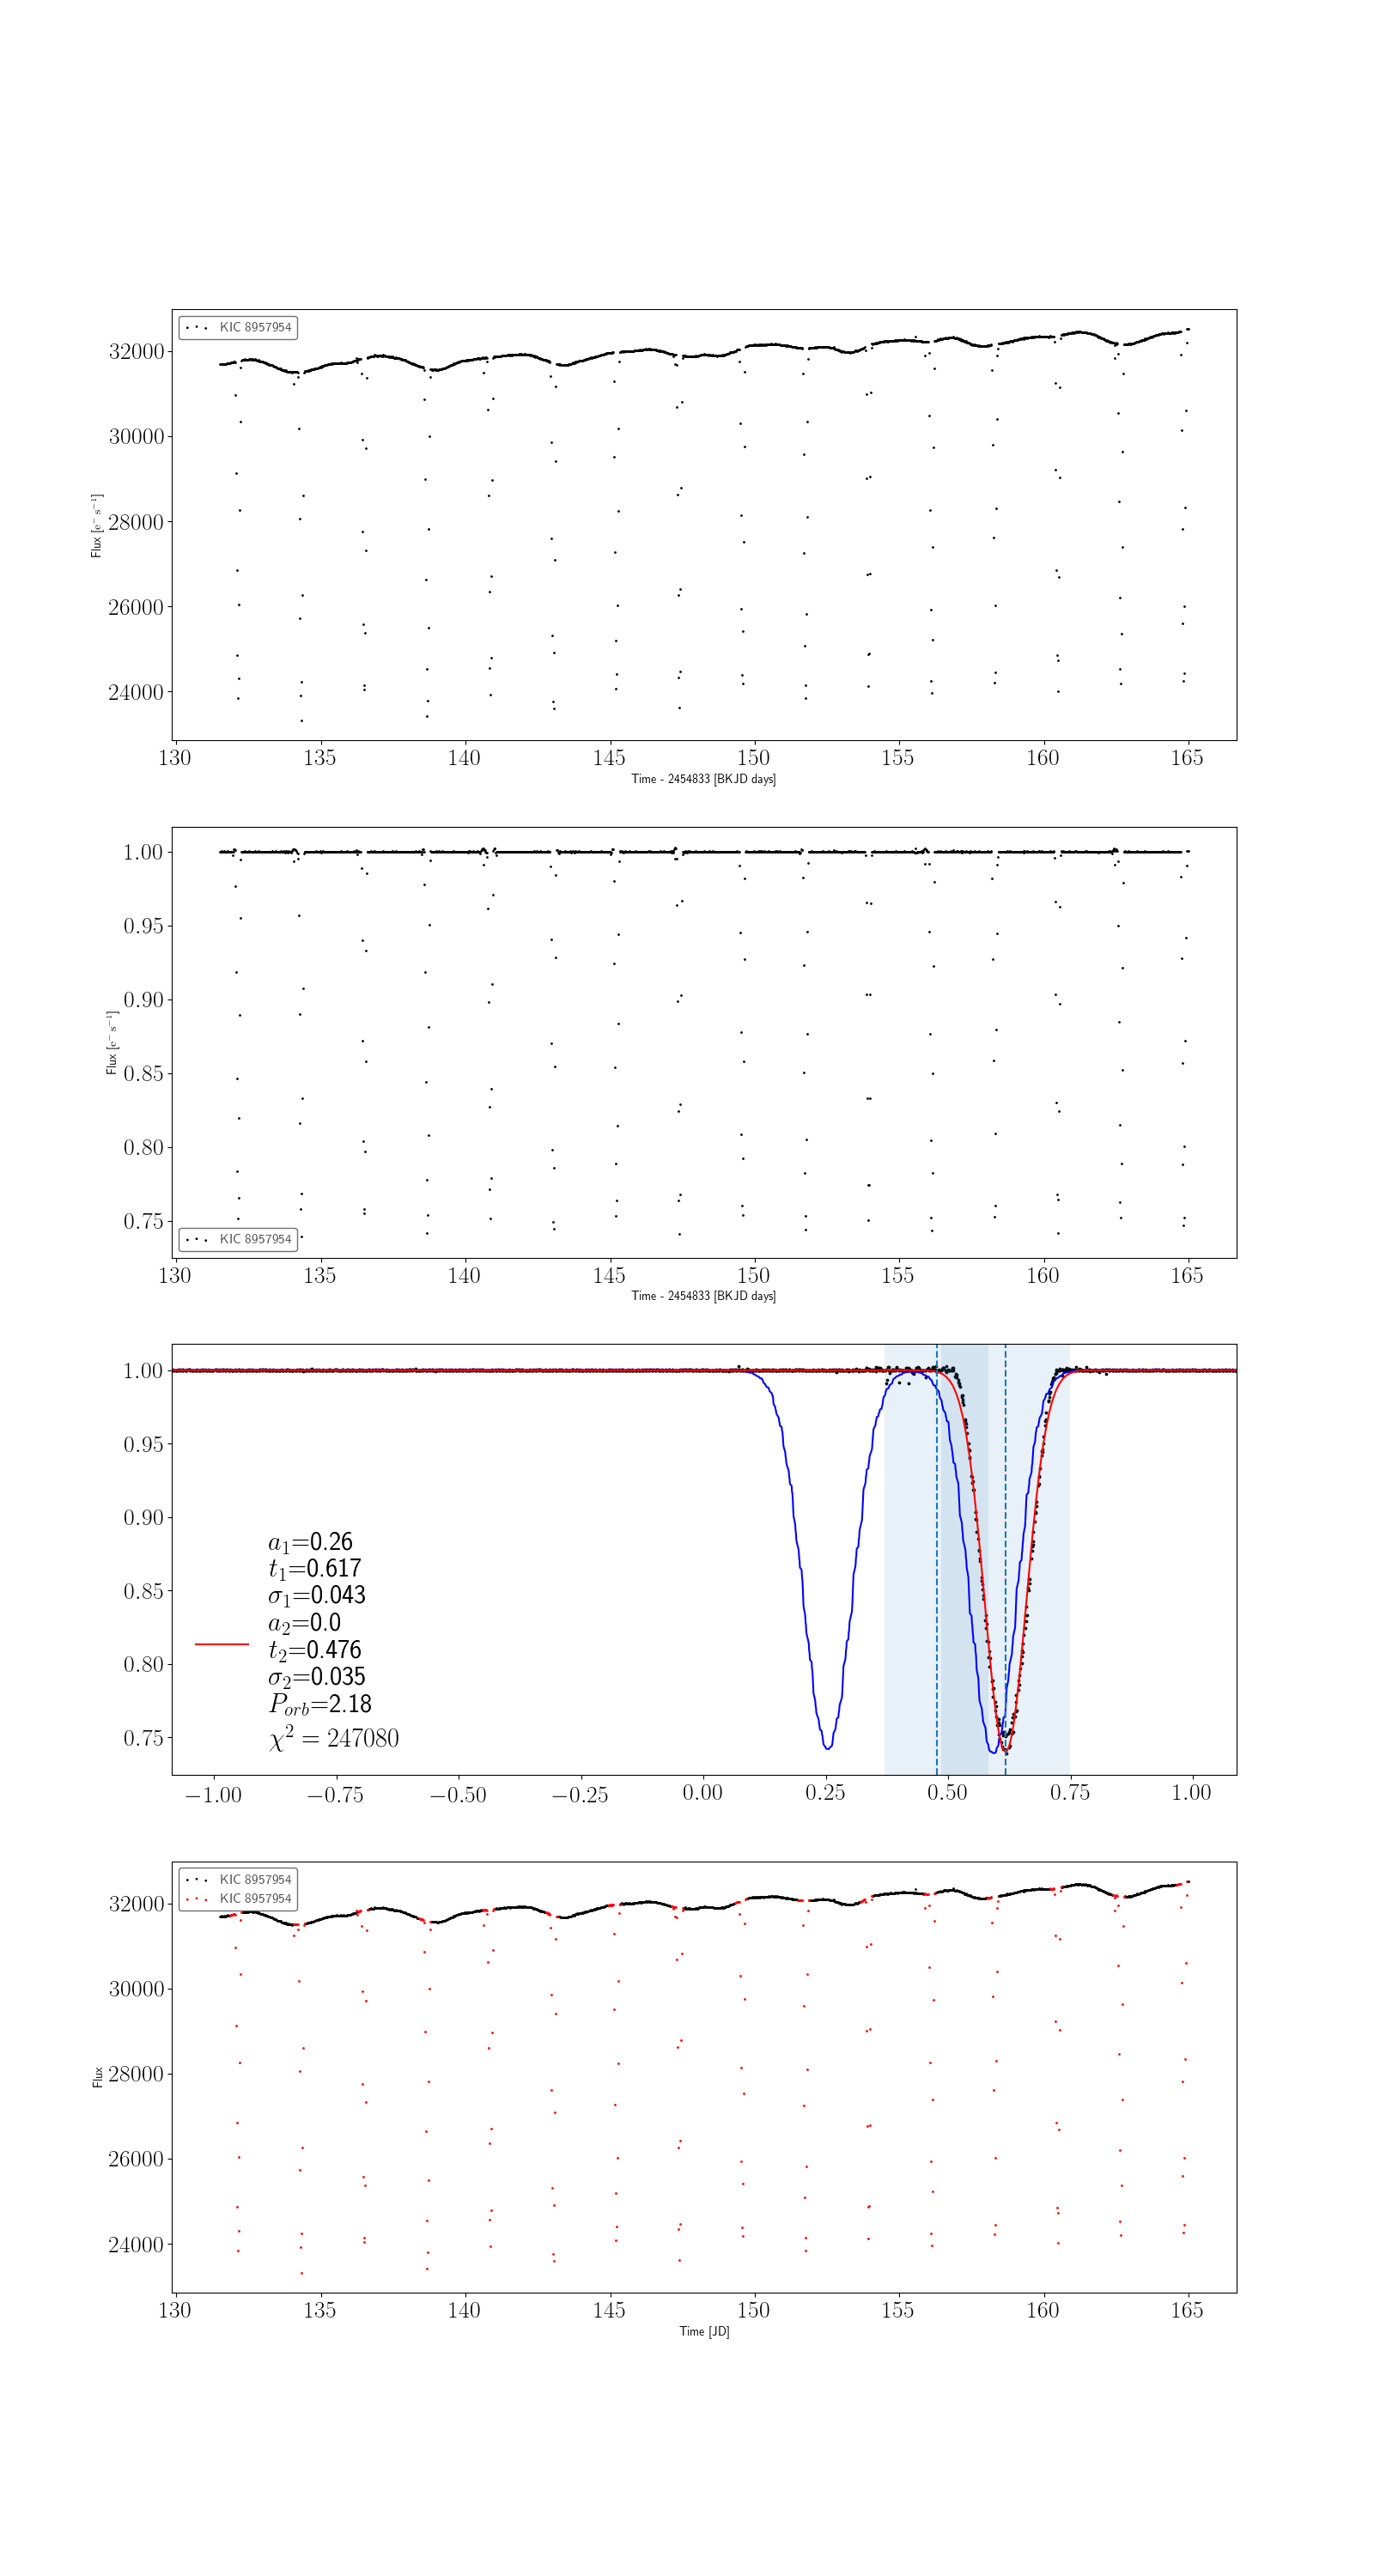 KIC 8957954
32000
30000
28000
26000
24000
Flux [e⁻ s⁻¹]
130 135 140 145 150 155 160 165
Time - 2454833 [BKJD days]
1.00
0.95
0.90
0.85
0.80
0.75
Flux [e⁻ s⁻¹]
KIC 8957954
130 135 140 145 150 155 160 165
Time - 2454833 [BKJD days]
1.00
0.95
0.90
0.85
0.80
0.75
a₁=0.26
t₁=0.617
σ₁=0.043
a₂=0.0
t₂=0.476
σ₂=0.035
Pₒᵣb=2.18
χ² = 247080
−1.00 −0.75 −0.50 −0.25 0.00 0.25 0.50 0.75 1.00
KIC 8957954
KIC 8957954
32000
30000
28000
26000
24000
Flux
130 135 140 145 150 155 160 165
Time [JD]